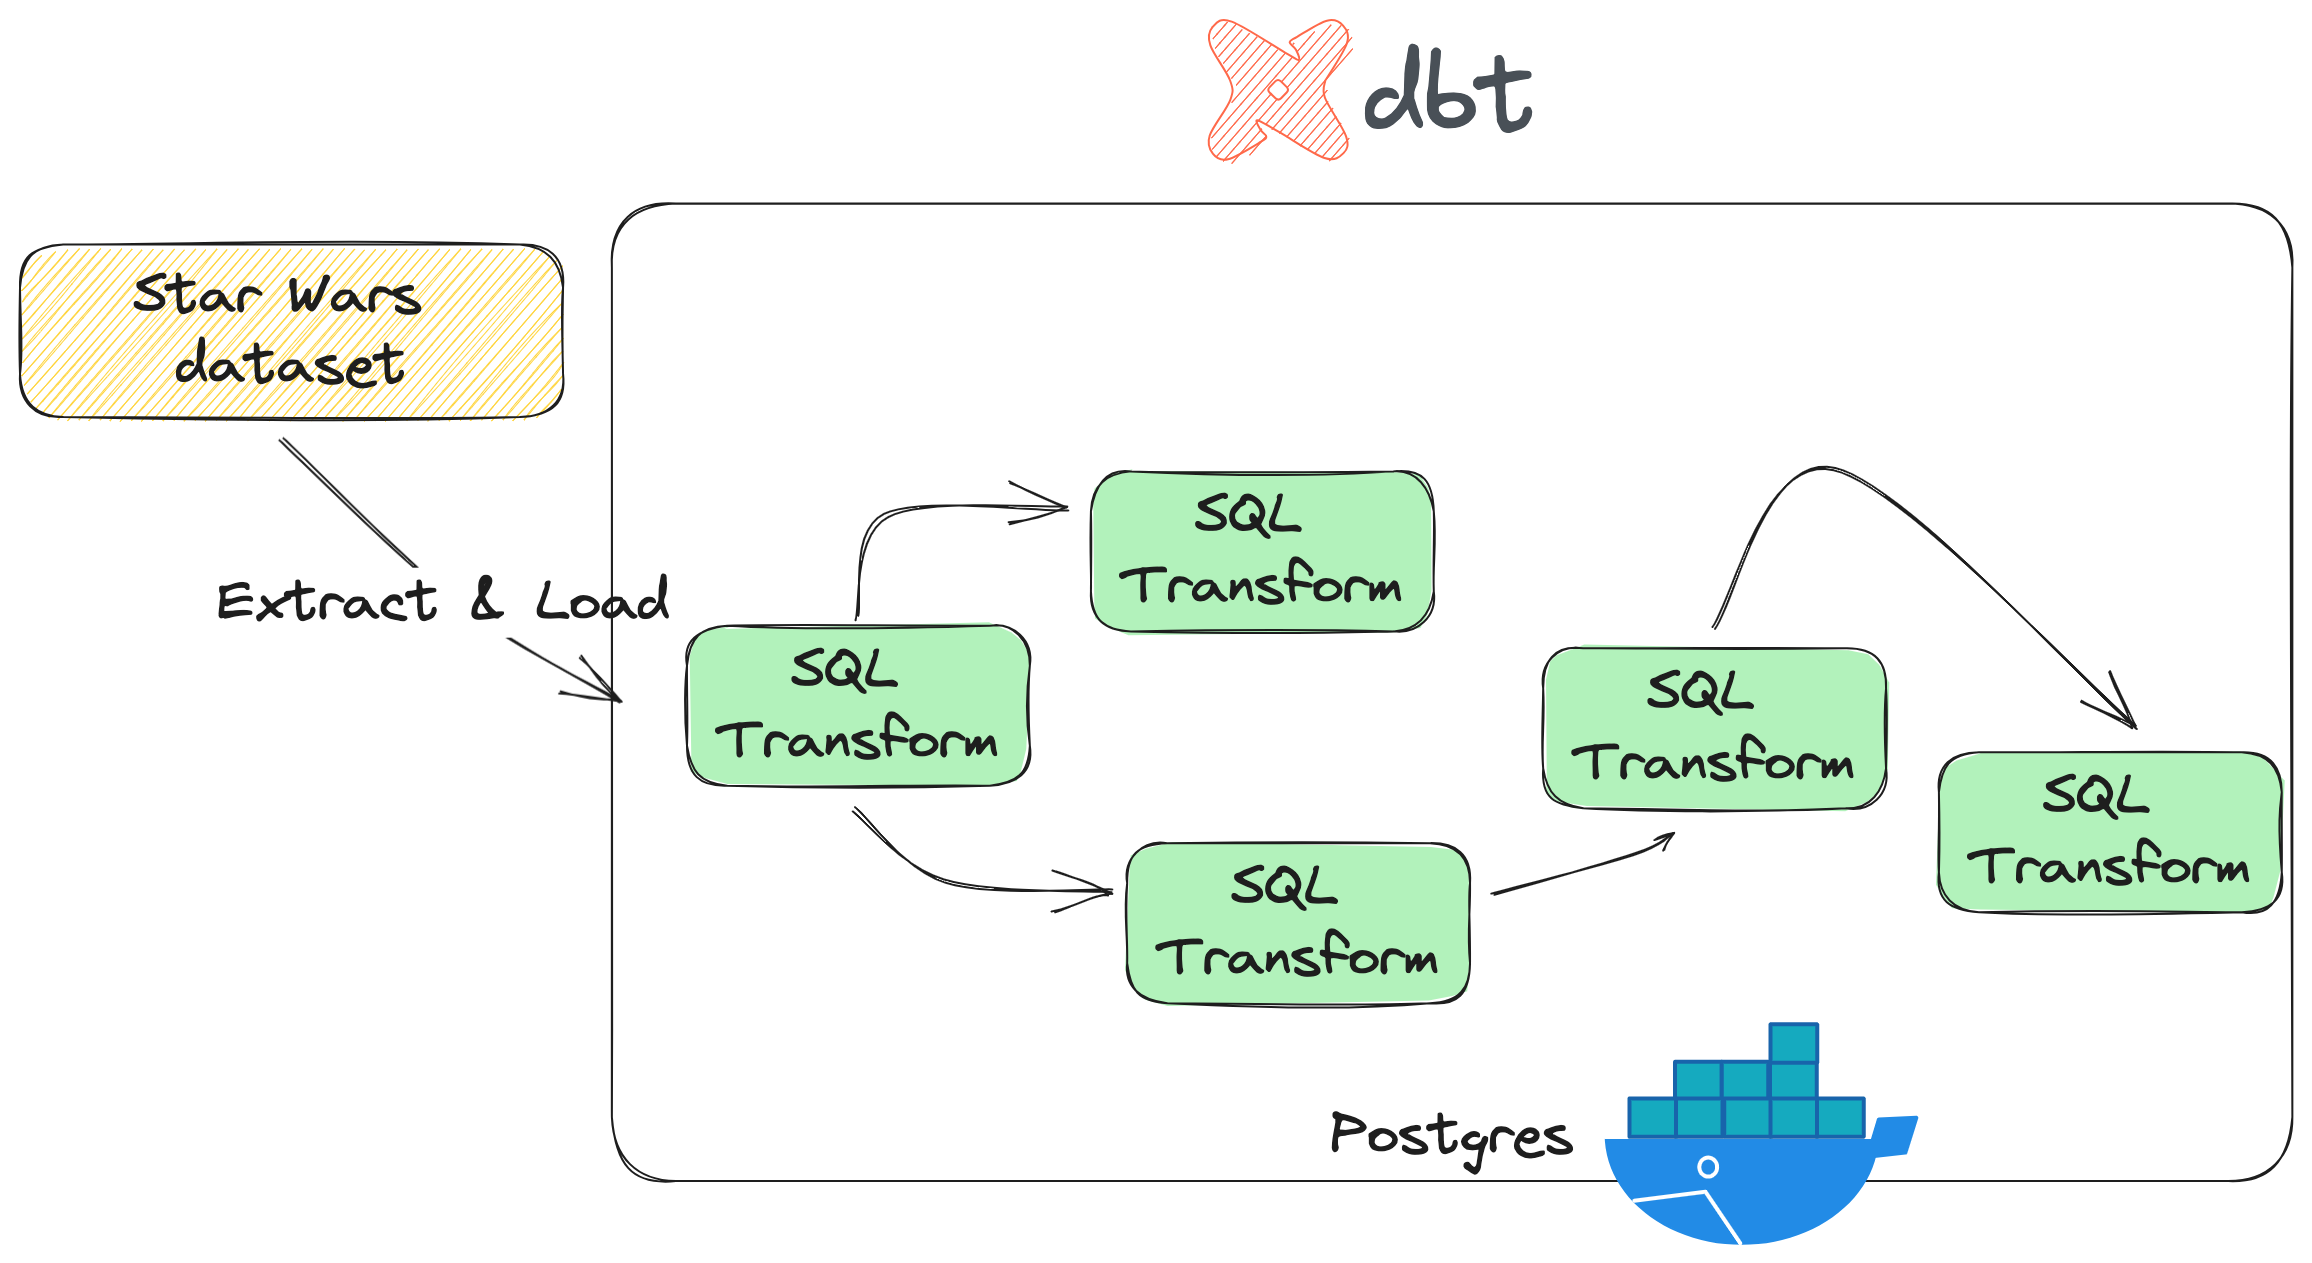 dbt
Star Wars
dataset
Extract & Load
SQL
Transform
SQL
Transform
SQL
Transform
SQL
Transform
SQL
Transform
Postgres